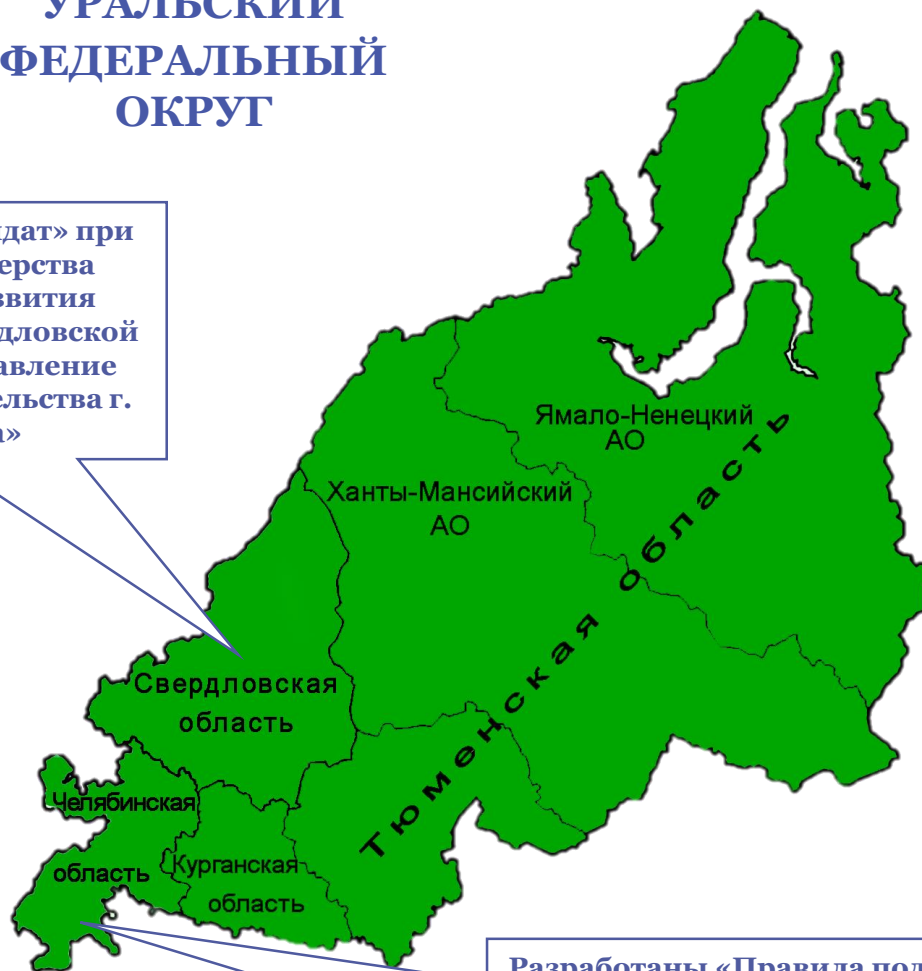 УРАЛЬСКИЙ
ФЕДЕРАЛЬНЫЙ
ОКРУГ
дат» при
ерства
звития
дловской
авление
ельства г.
а»
Ямало-Ненецкий
АО
Ханты-Мансийский
АО
Тюменская область
Свердловская
область
Челябинская
область
Курганская
область
Разработаны «Правила пол